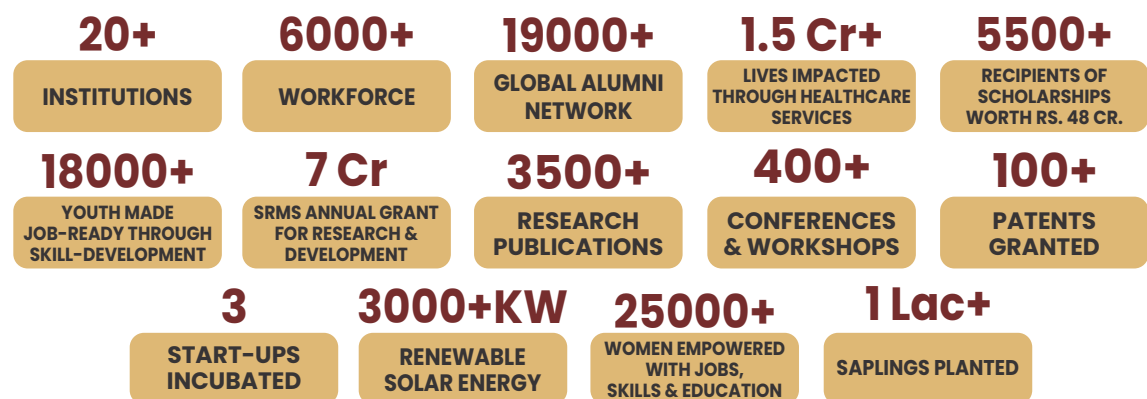 20+
INSTITUTIONS
6000+
WORKFORCE
19000+
GLOBAL ALUMNI
NETWORK
1.5 Cr+
LIVES IMPACTED
THROUGH HEALTHCARE
SERVICES
5500+
RECIPIENTS OF
SCHOLARSHIPS
WORTH RS. 48 CR.
18000+
YOUTH MADE
JOB-READY THROUGH
SKILL-DEVELOPMENT
7 Cr
SRMS ANNUAL GRANT
FOR RESEARCH &
DEVELOPMENT
3500+
RESEARCH
PUBLICATIONS
400+
CONFERENCES
& WORKSHOPS
100+
PATENTS
GRANTED
3
START-UPS
INCUBATED
3000+KW
RENEWABLE
SOLAR ENERGY
25000+
WOMEN EMPOWERED
WITH JOBS,
SKILLS & EDUCATION
1 Lac+
SAPLINGS PLANTED